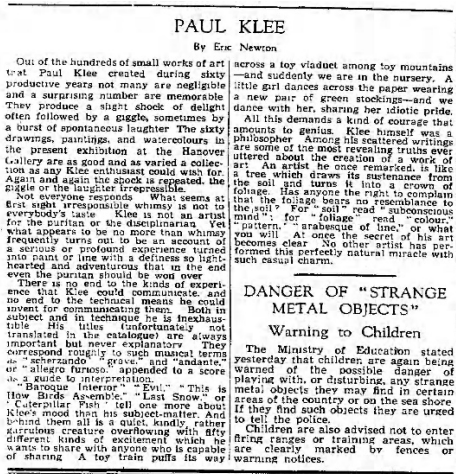 PAUL KLEE
By Eric Newton
Out of the hundreds of small works of art
that Paul Klee created during sixty
productive years not many are negligible
and a surprising number are memorable
They produce a slight shock of delight
often followed by a giggle, sometimes by
a burst of spontaneous laughter The sixty
drawings, paintings, and watercolours in
the present exhibition at the Hanover
Gallery are as good and as varied a collec-
tion as any Klee enthusiast could wish for.
Again and again the shock is repeated, the
giggle or the laughter irrepressible.
Not everyone responds What seems at
first sight irresponsible whimsy is not to
everybody's taste Klee is not an artist
for the puritan or the disciplinarian Yet
what appears to be no more than whimsy
frequently turns out to be an account of
a serious or profound experience turned
into paint or line with a deftness so light-
hearted and adventurous that in the end
even the puritan should be won over
There is no end to the kinds of experi-
ence that Klee could communicate, and
no end to the technical means he could
invent for communicating them. Both in
subject and in technique he is inexhaus-
tible His titles (unfortunately not
translated in the catalogue) are always
important but never explanatory They
correspond roughly to such musical terms
as "scherzando" "grave," and "andante,"
or "allegro furioso," appended to a score
as a guide to interpretation.
"Baroque Interior" "Evil," "This is
How Birds Assemble," "Last Snow," or
"Caterpillar Fish" tell one more about
Klee's mood than his subject-matter. And
behind them all is a quiet, kindly rather
garrulous creature overflowing with fifty
different kinds of excitement which he
wants to share with anyone who is capable
of sharing A toy train puffs its way
across a toy viaduct among toy mountains
—and suddenly we are in the nursery. A
little girl dances across the paper wearing
a new pair of green stockings—and we
dance with her, sharing her idiotic pride.
All this demands a kind of courage that
amounts to genius. Klee himself was a
philosopher Among his scattered writings
are some of the most revealing truths ever
uttered about the creation of a work of
art An artist he once remarked, is like
a tree which draws its sustenance from
the soil and turns it into a crown of
foliage. Has anyone the right to complain
that the foliage bears no resemblance to
the soil? For "soil" read "subconscious
mind"; for "foliage" read "colour,"
"pattern," "arabesque of line," or what
you will At once the secret of his art
becomes clear No other artist has per-
formed this perfectly natural miracle with
such casual charm.
DANGER OF "STRANGE
METAL OBJECTS"
Warning to Children
The Ministry of Education stated
yesterday that children are again being
warned of the possible danger of
playing with, or disturbing, any strange
metal objects they may find in certain
areas of the country or on the sea shore
If they find such objects they are urged
to tell the police.
Children are also advised not to enter
firing ranges or training areas, which
are clearly marked by fences or
warning notices.